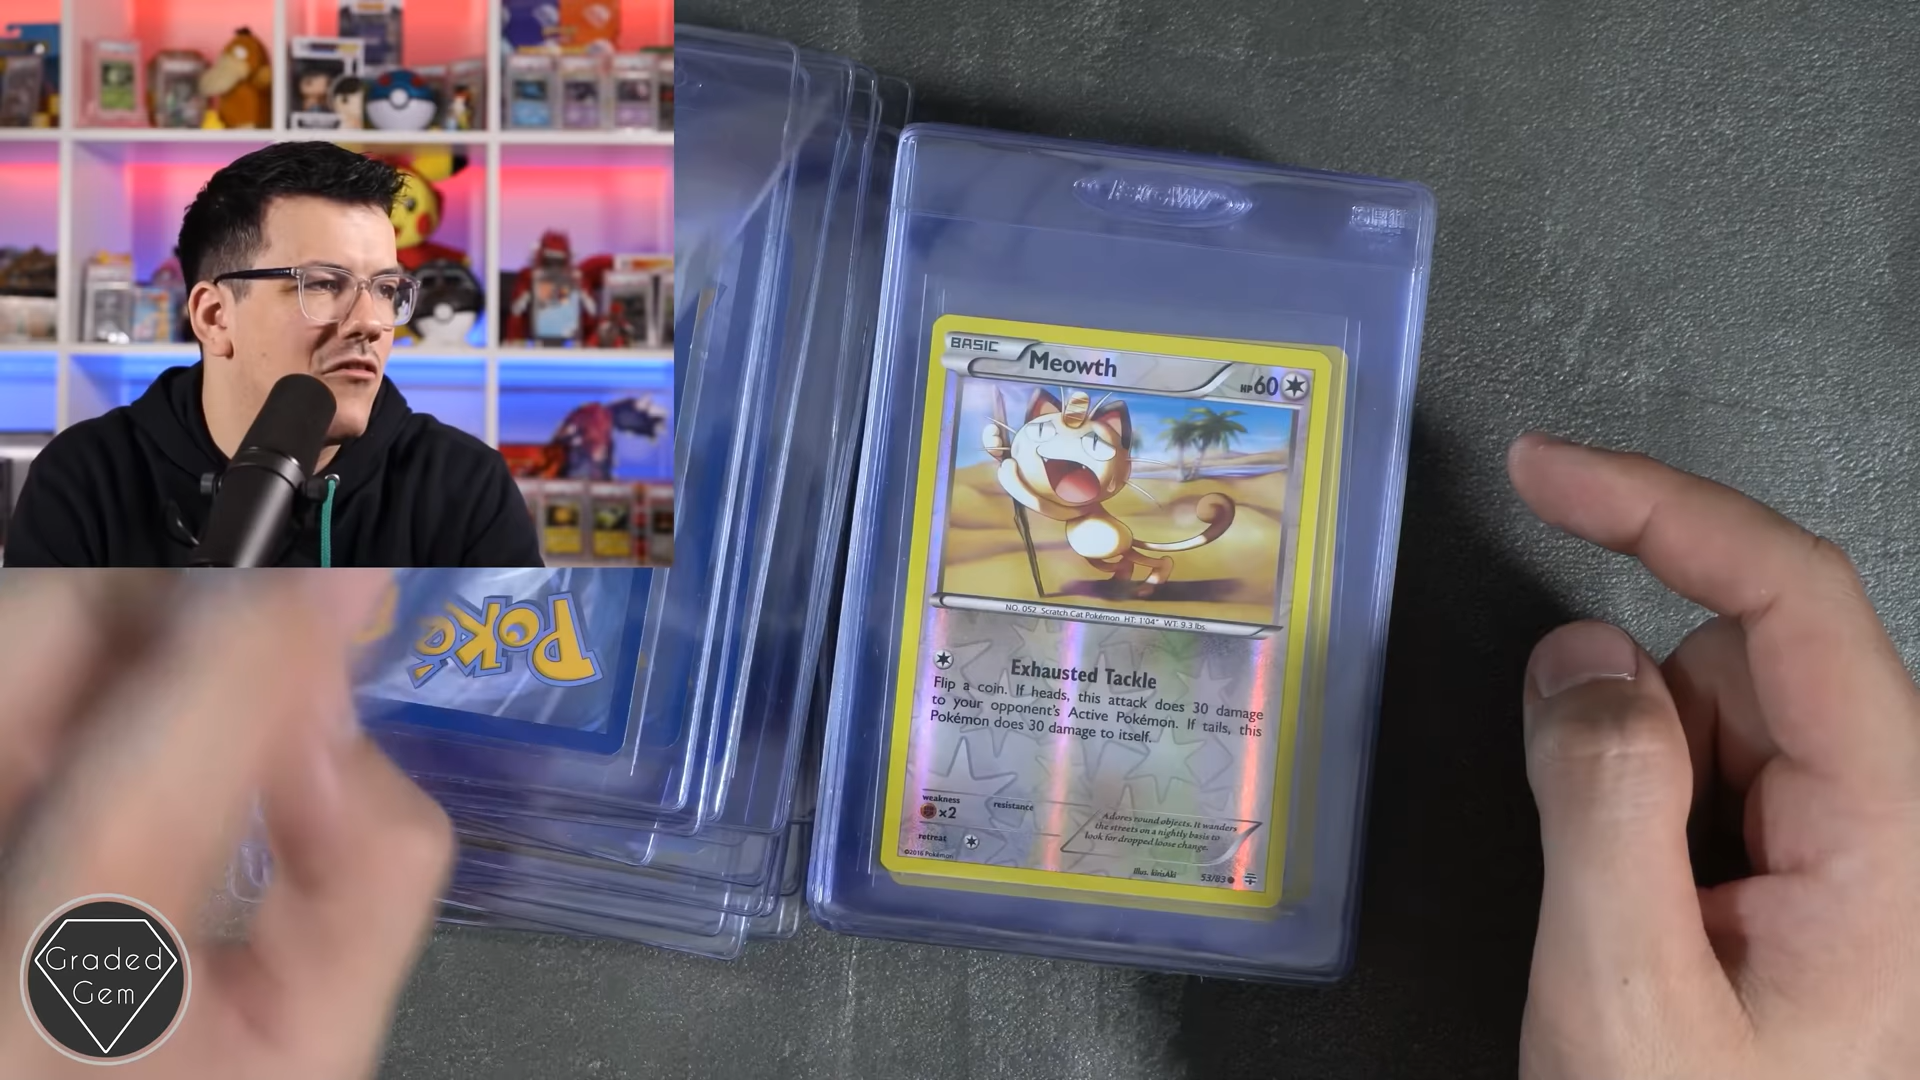 BASIC
Meowth
HP60
NO. 052 Scratch Cat Pokémon HT: 1'04" WT: 9.3 lbs.
Exhausted Tackle
Flip a coin. If heads, this attack does 30 damage
to your opponent's Active Pokémon. If tails, this
Pokémon does 30 damage to itself.
weakness
×2
resistance
retreat
Adores round objects. It wanders
the streets on a nightly basis to
look for dropped loose change.
©2016 Pokémon
Illus. kirisAki
53/83
Poké
Graded
Gem